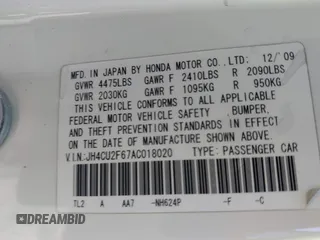 MFD. IN JAPAN BY HONDA MOTOR CO., LTD. 12/'09
GVWR 4475LBS GAWR F 2410LBS R 2090LBS
GVWR 2030KG GAWR F 1095KG R 950KG
THIS VEHICLE CONFORMS TO ALL APPLICABLE
FEDERAL MOTOR VEHICLE SAFETY, BUMPER,
AND THEFT PREVENTION STANDARDS IN EFFECT
ON THE DATE OF MANUFACTURE SHOWN ABOVE.
V.I.N.:JH4CU2F67AC018020 TYPE: PASSENGER CAR
TL2 A AA7 -NH624P -F -C
DREAMBID